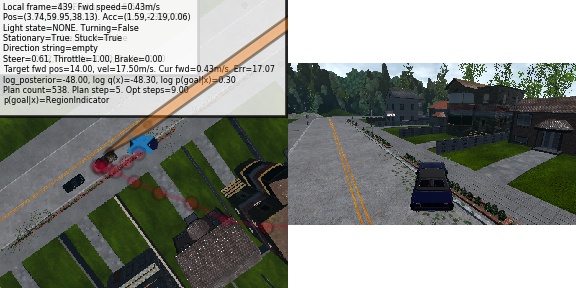 Local frame=439. Fwd speed=0.43m/s
Pos=(3.74,59.95,38.13). Acc=(1.59,-2.19,0.06)
Light state=NONE. Turning=False
Stationary=True. Stuck=True
Direction string=empty
Steer=0.61, Throttle=1.00, Brake=0.00
Target fwd pos=14.00, vel=17.50m/s. Cur fwd=0.43m/s, Err=17.07
log_posterior=-48.00, log q(x)=-48.30, log p(goal|x)=0.30
Plan count=538. Plan step=5. Opt steps=9.00
p(goal|x)=RegionIndicator